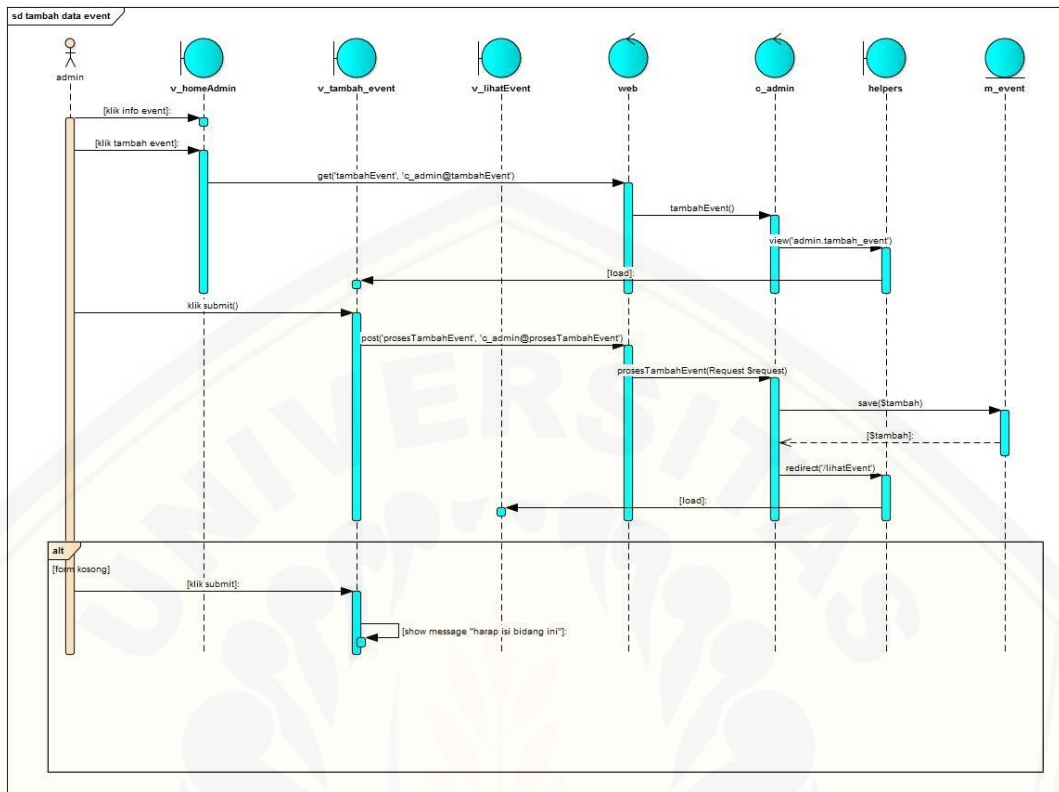 sd tambah data event
admin
v_homeAdmin
v_tambah_event
v_lihatEvent
web
c_admin
helpers
m_event
[klik info event]:
[klik tambah event]:
get('tambahEvent', 'c_admin@tambahEvent')
tambahEvent()
view('admin.tambah_event')
[load]:
klik submit()
post('prosesTambahEvent', 'c_admin@prosesTambahEvent')
prosesTambahEvent(Request $request)
save($tambah)
[$tambah]:
redirect('/lihatEvent')
[load]:
alt
[form kosong]
[klik submit]:
[show message "harap isi bidang ini"]:
UNIVERSITAS